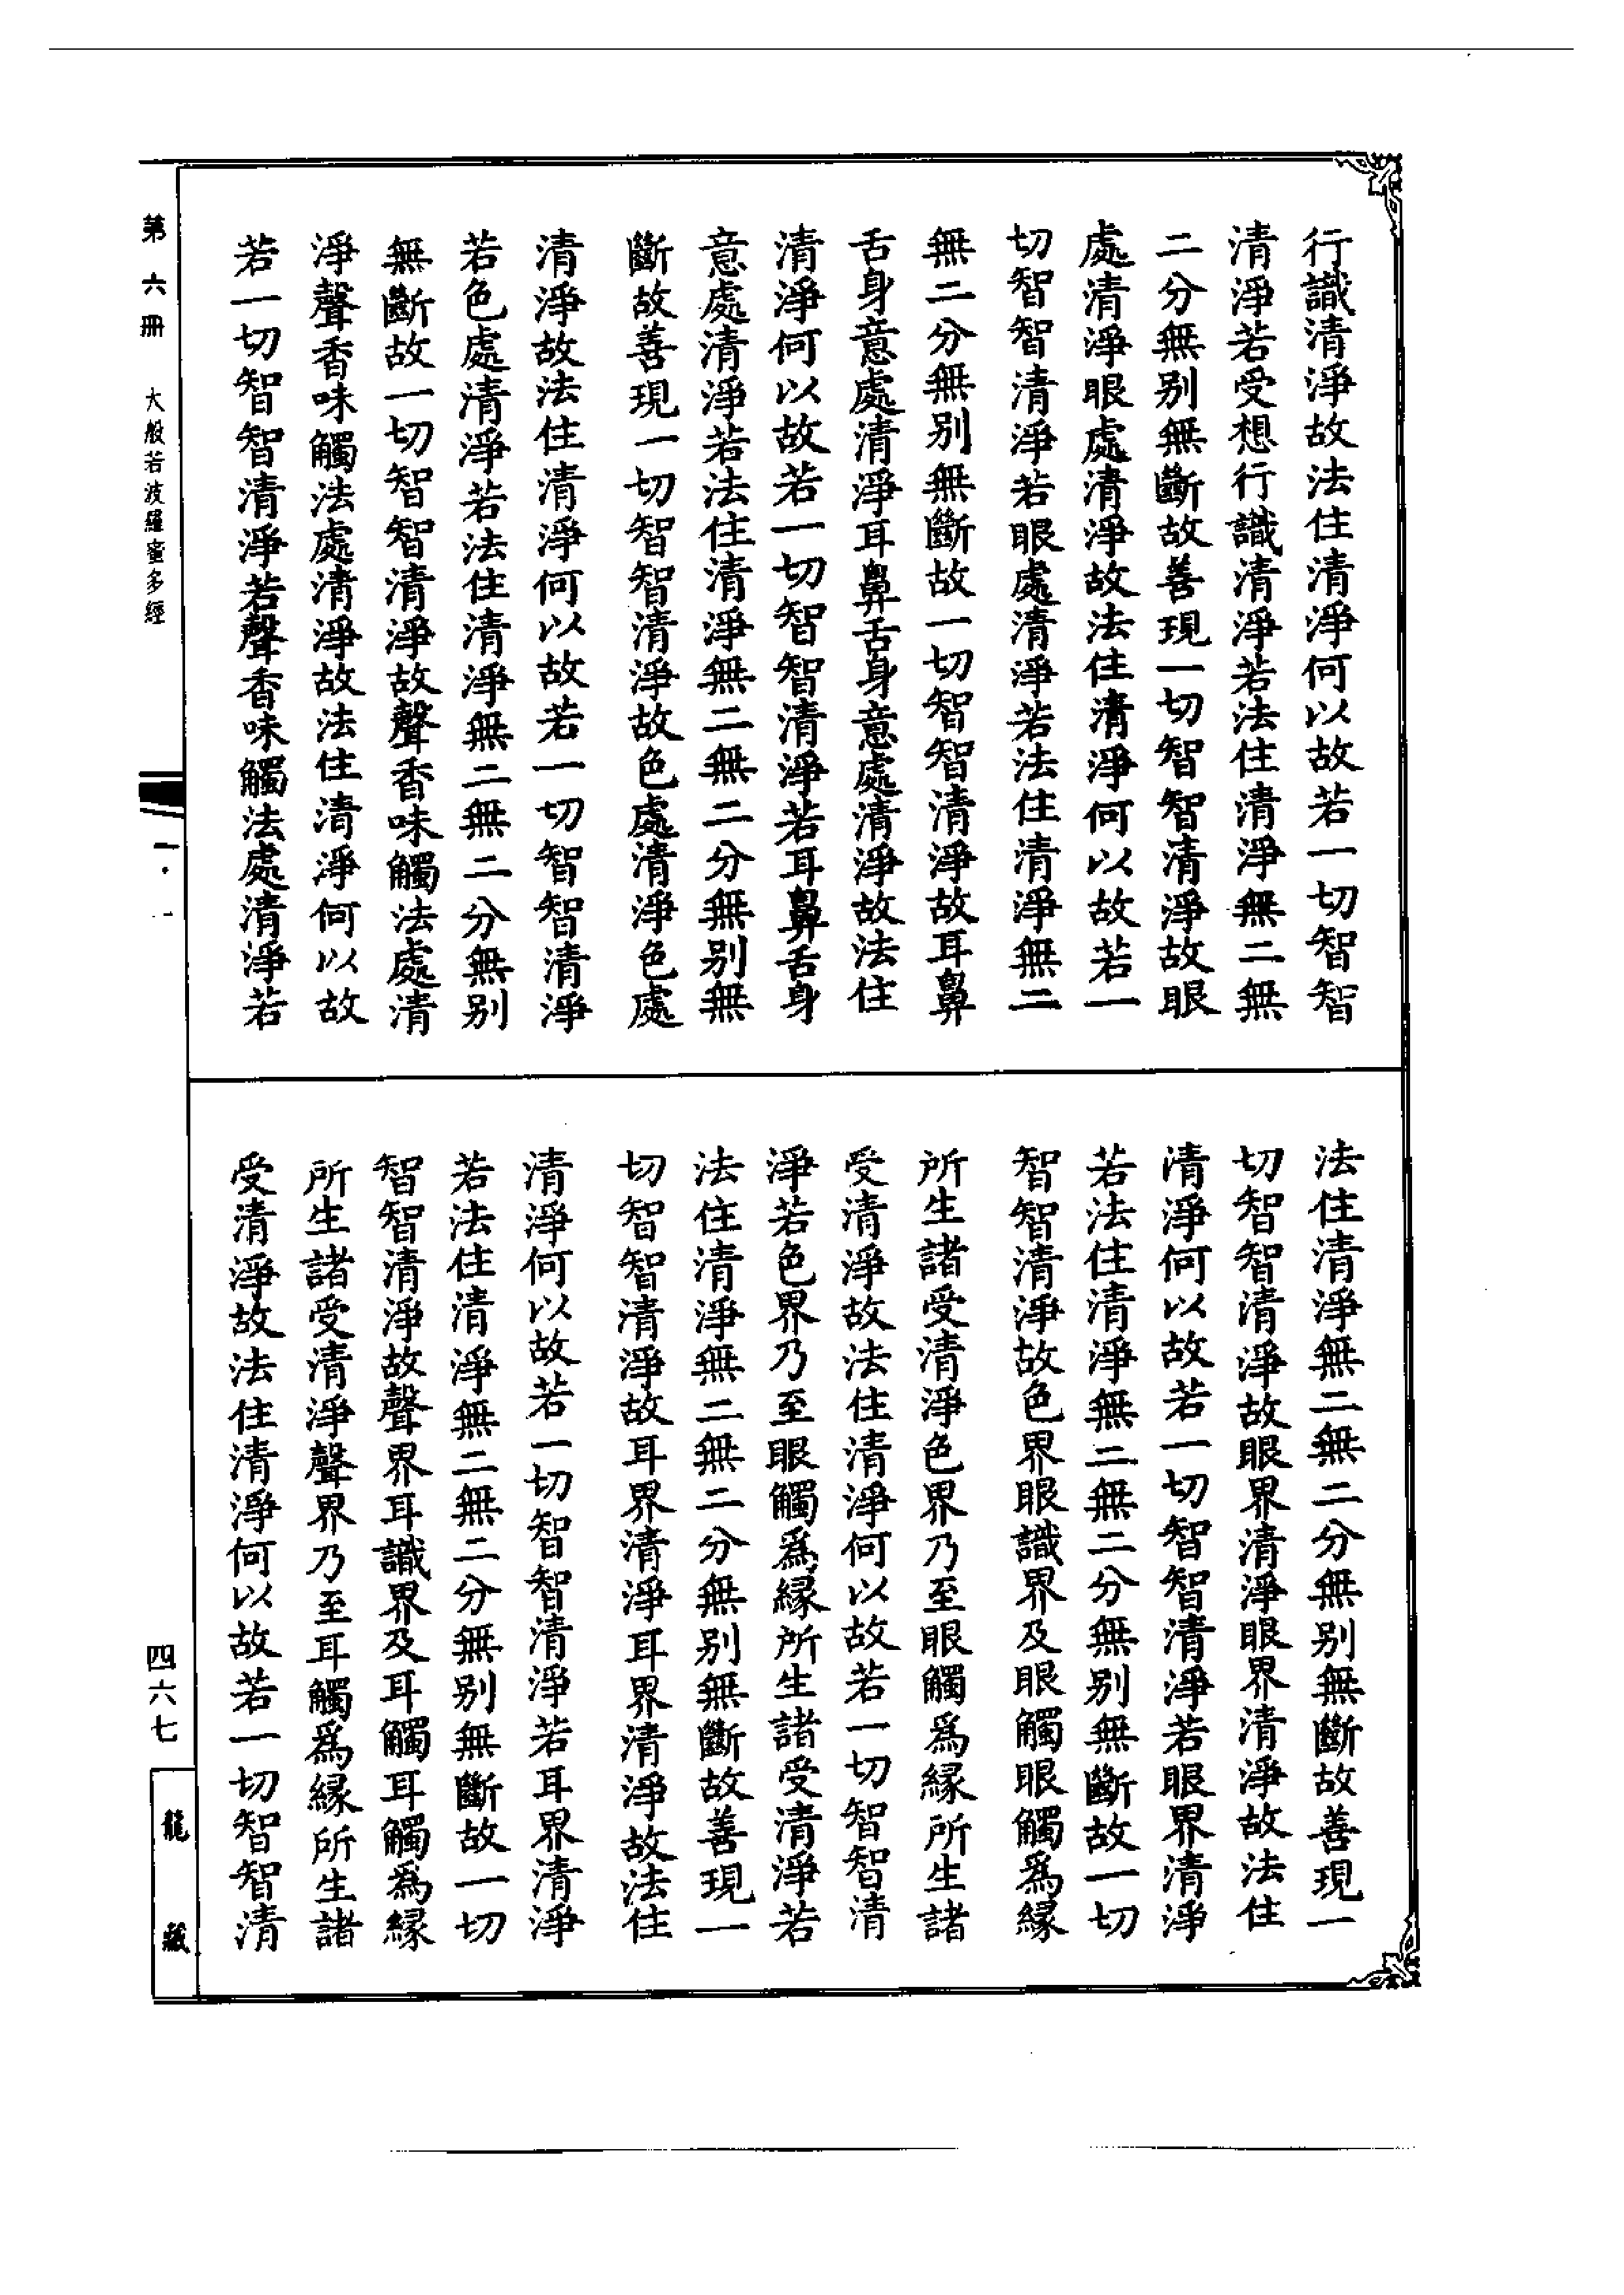 行識清淨故法住清淨何以故若一切智智
清淨若受想行識清淨若法住清淨無二無
二分無别無斷故善現一切智智清淨故眼
處清淨眼處清淨故法住清淨何以故若一
切智智清淨若眼處清淨若法住清淨無二
無二分無别無斷故一切智智清淨故耳鼻
舌身意處清淨耳鼻舌身意處清淨故法住
清淨何以故若一切智智清淨若耳鼻舌身
意處清淨若法住清淨無二無二分無别無
斷故善現一切智智清淨故色處清淨色處
清淨故法住清淨何以故若一切智智清淨
若色處清淨若法住清淨無二無二分無别
無斷故一切智智清淨故聲香味觸法處清
淨聲香味觸法處清淨故法住清淨何以故
若一切智智清淨若聲香味觸法處清淨若
法住清淨無二無二分無别無斷故善現一
切智智清淨故眼界清淨眼界清淨故法住
清淨何以故若一切智智清淨若眼界清淨
若法住清淨無二無二分無别無斷故一切
智智清淨故色界眼識界及眼觸眼觸爲緣
所生諸受清淨色界乃至眼觸爲緣所生諸
受清淨故法住清淨何以故若一切智智清
淨若色界乃至眼觸爲緣所生諸受清淨若
法住清淨無二無二分無别無斷故善現一
切智智清淨故耳界清淨耳界清淨故法住
清淨何以故若一切智智清淨若耳界清淨
若法住清淨無二無二分無别無斷故一切
智智清淨故聲界耳識界及耳觸耳觸爲緣
所生諸受清淨聲界乃至耳觸爲緣所生諸
受清淨故法住清淨何以故若一切智智清
第六冊 大般若波羅蜜多經
四六七
龍藏